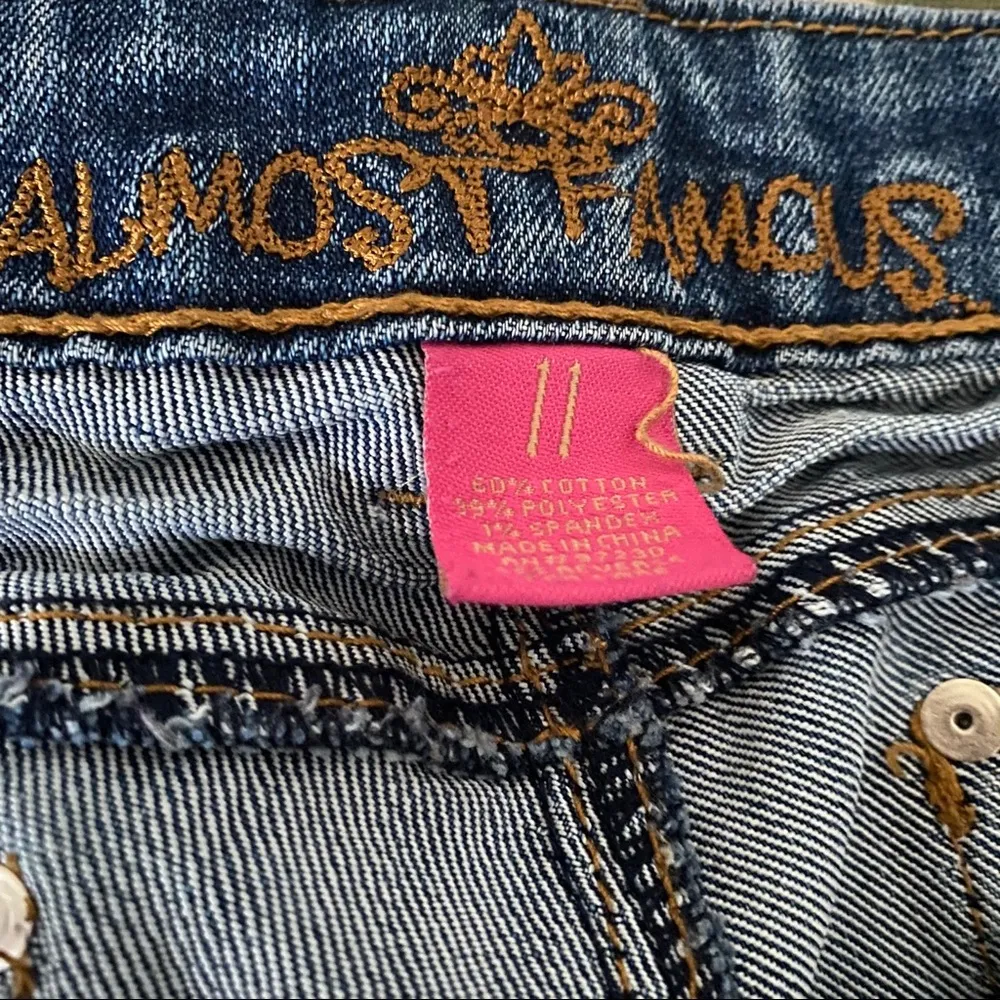 ALMOST FAMOUS
11
60% COTTON
39% POLYESTER
1% SPANDEX
MADE IN CHINA